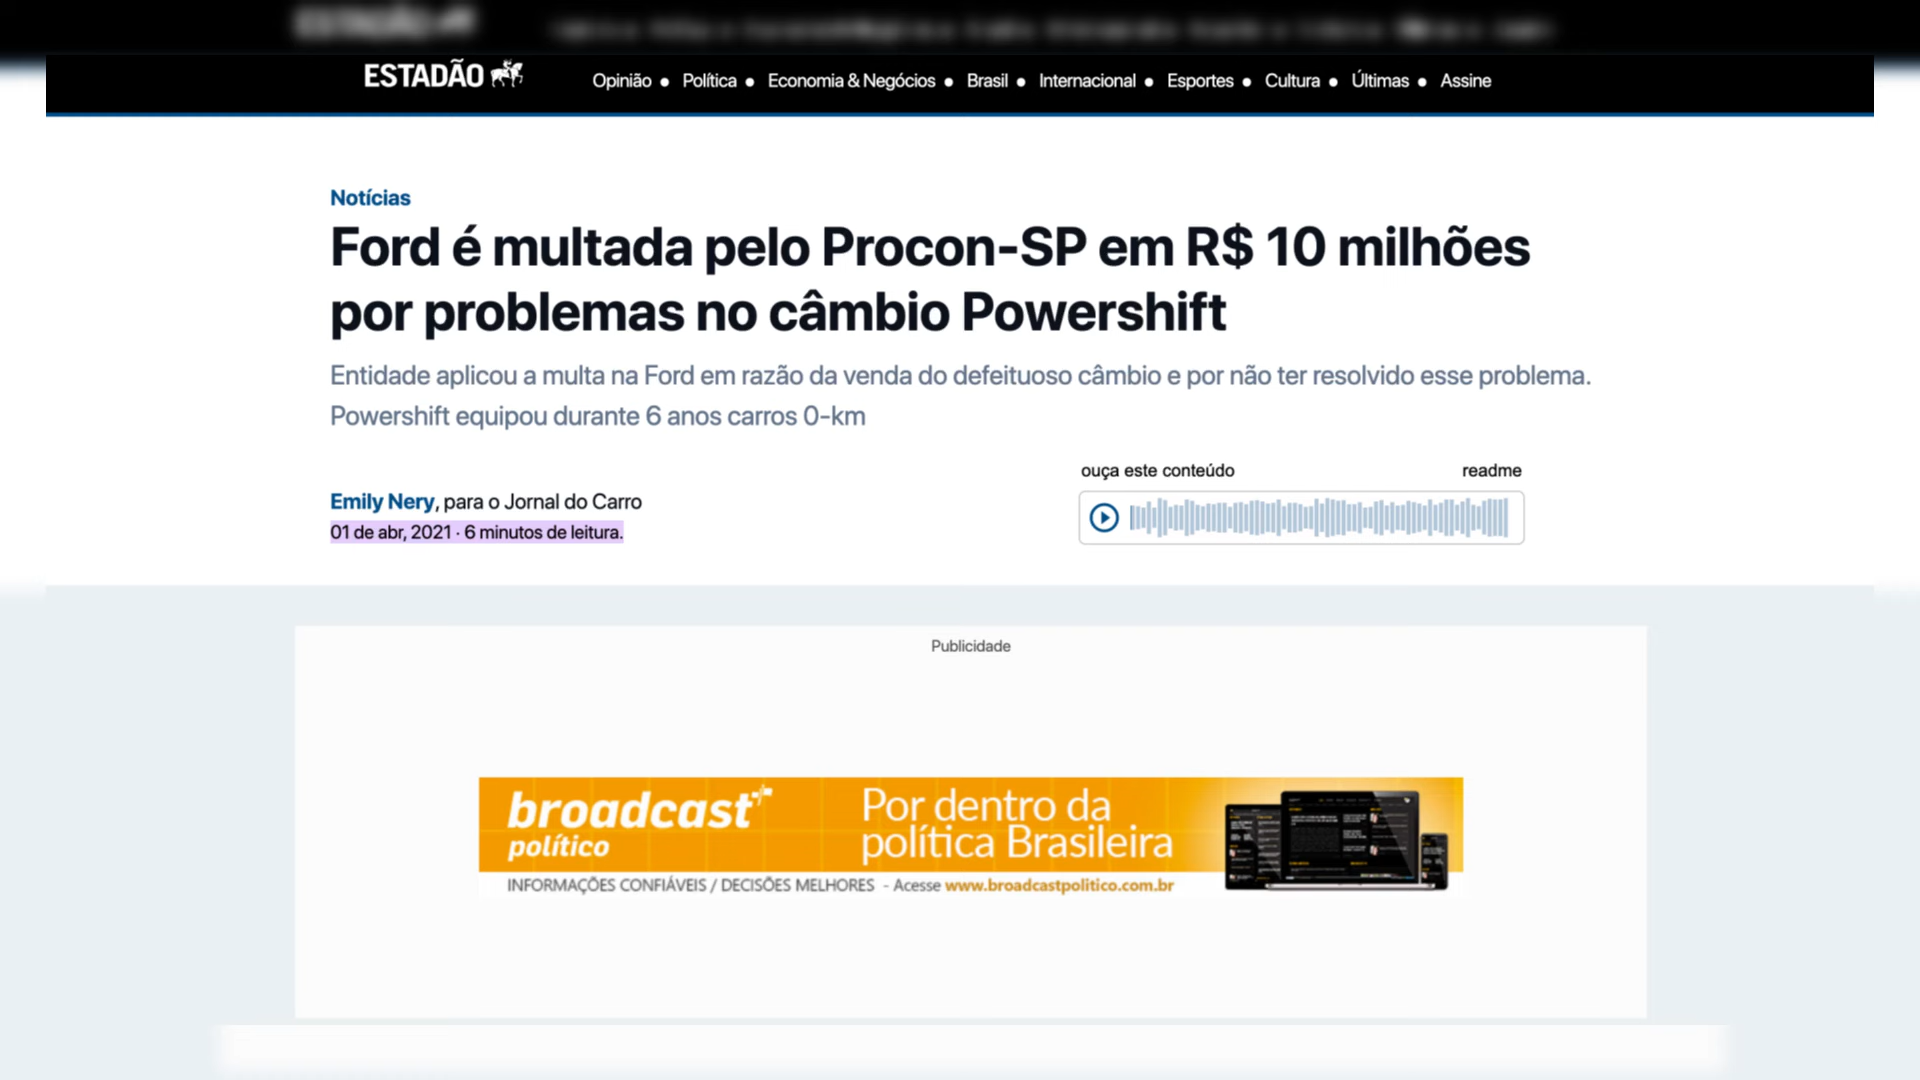 ESTADÃO
Opinião • Política • Economia & Negócios • Brasil • Internacional • Esportes • Cultura • Últimas • Assine
Notícias
Ford é multada pelo Procon-SP em R$ 10 milhões
por problemas no câmbio Powershift
Entidade aplicou a multa na Ford em razão da venda do defeituoso câmbio e por não ter resolvido esse problema.
Powershift equipou durante 6 anos carros 0-km
ouça este conteúdo readme
Emily Nery, para o Jornal do Carro
01 de abr, 2021 · 6 minutos de leitura.
Publicidade
broadcast+
político
Por dentro da
política Brasileira
INFORMAÇÕES CONFIÁVEIS / DECISÕES MELHORES - Acesse www.broadcastpolitico.com.br